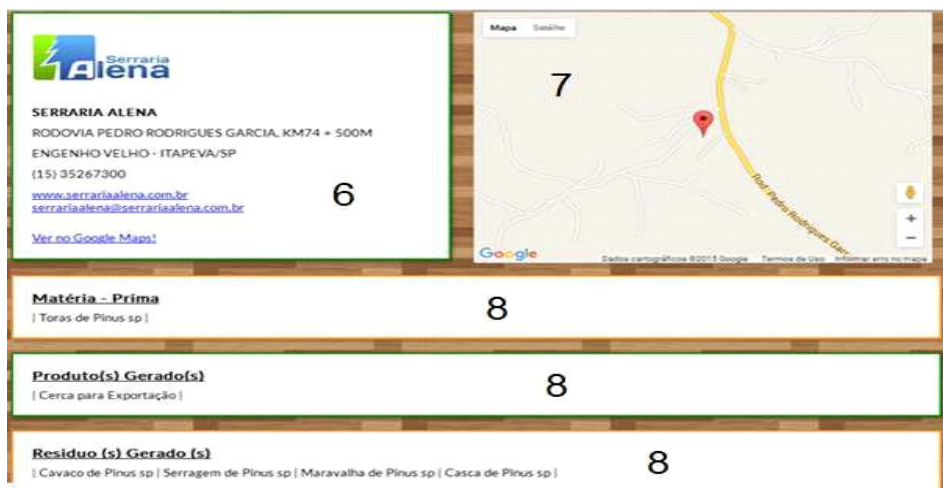 Serraria
Alena
SERRARIA ALENA
RODOVIA PEDRO RODRIGUES GARCIA, KM74 + 500M
ENGENHO VELHO - ITAPEVA/SP
(15) 35267300
www.serrariaalena.com.br
serrariaalena@serrariaalena.com.br
Ver no Google Maps!
6
Mapa Satélite
7
Rod. Pedro Rodrigues Garc
+
−
Google
Dados cartográficos ©2015 Google Termos de Uso Informar erro no mapa
Matéria - Prima
| Toras de Pinus sp |
8
Produto(s) Gerado(s)
| Cerca para Exportação |
8
Residuo (s) Gerado (s)
| Cavaco de Pinus sp | Serragem de Pinus sp | Maravalha de Pinus sp | Casca de Pinus sp |
8